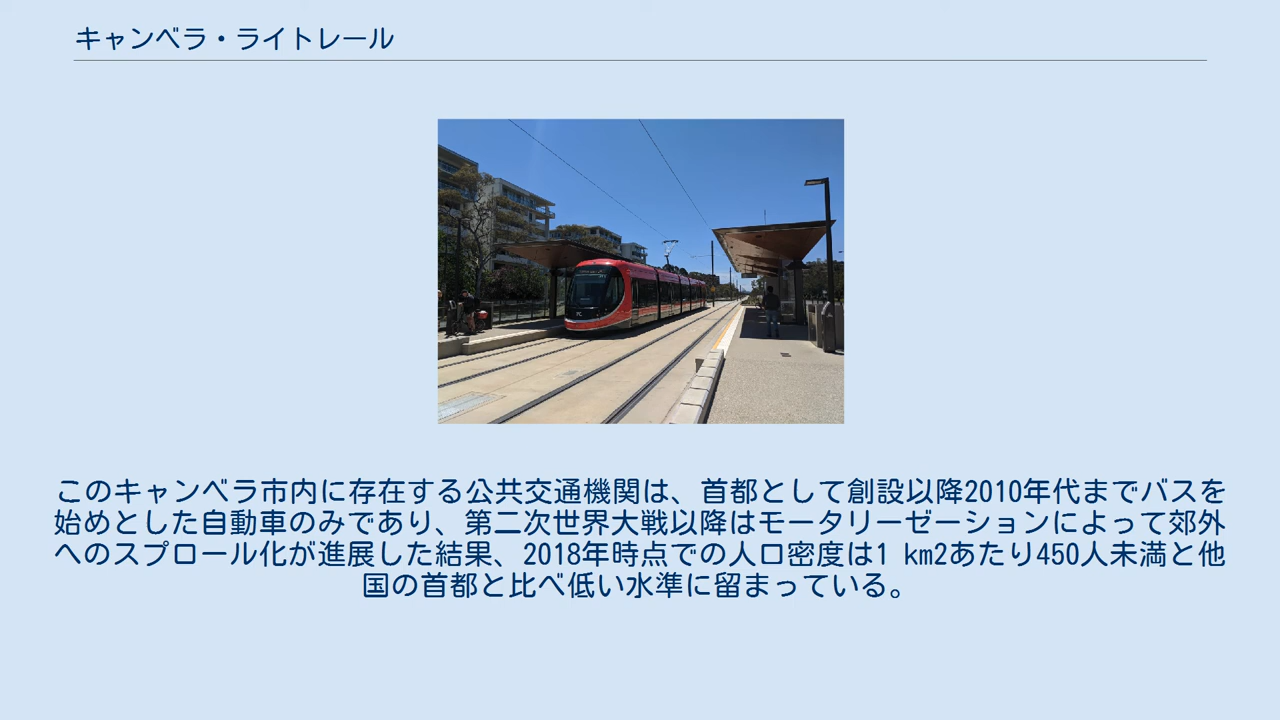 キャンベラ・ライトレール
このキャンベラ市内に存在する公共交通機関は、首都として創設以降2010年代までバスを
始めとした自動車のみであり、第二次世界大戦以降はモータリーゼーションによって郊外
へのスプロール化が進展した結果、2018年時点での人口密度は1 km2あたり450人未満と他
国の首都と比べ低い水準に留まっている。